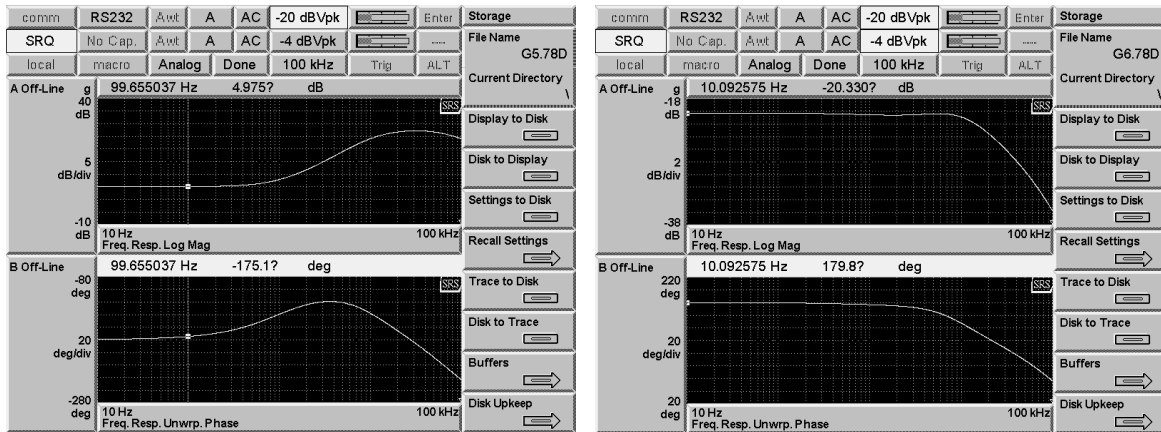 comm RS232 Awt A AC -20 dBVpk Enter
SRQ No Cap. Awt A AC -4 dBVpk -----
local macro Analog Done 100 kHz Trig ALT
A Off-Line g 99.655037 Hz 4.975? dB
40
dB
SRS
5
dB/div
-10
dB
10 Hz 100 kHz
Freq. Resp. Log Mag
B Off-Line 99.655037 Hz -175.1? deg
-80
deg
SRS
20
deg/div
-280
deg
10 Hz 100 kHz
Freq. Resp. Unwrp. Phase
Storage
File Name
G5.78D
Current Directory
\
Display to Disk
Disk to Display
Settings to Disk
Recall Settings
Trace to Disk
Disk to Trace
Buffers
Disk Upkeep
comm RS232 Awt A AC -20 dBVpk Enter
SRQ No Cap. Awt A AC -4 dBVpk -----
local macro Analog Done 100 kHz Trig ALT
A Off-Line g 10.092575 Hz -20.330? dB
-18
dB
SRS
2
dB/div
-38
dB
10 Hz 100 kHz
Freq. Resp. Log Mag
B Off-Line 10.092575 Hz 179.8? deg
220
deg
SRS
20
deg/div
20
deg
10 Hz 100 kHz
Freq. Resp. Unwrp. Phase
Storage
File Name
G6.78D
Current Directory
\
Display to Disk
Disk to Display
Settings to Disk
Recall Settings
Trace to Disk
Disk to Trace
Buffers
Disk Upkeep